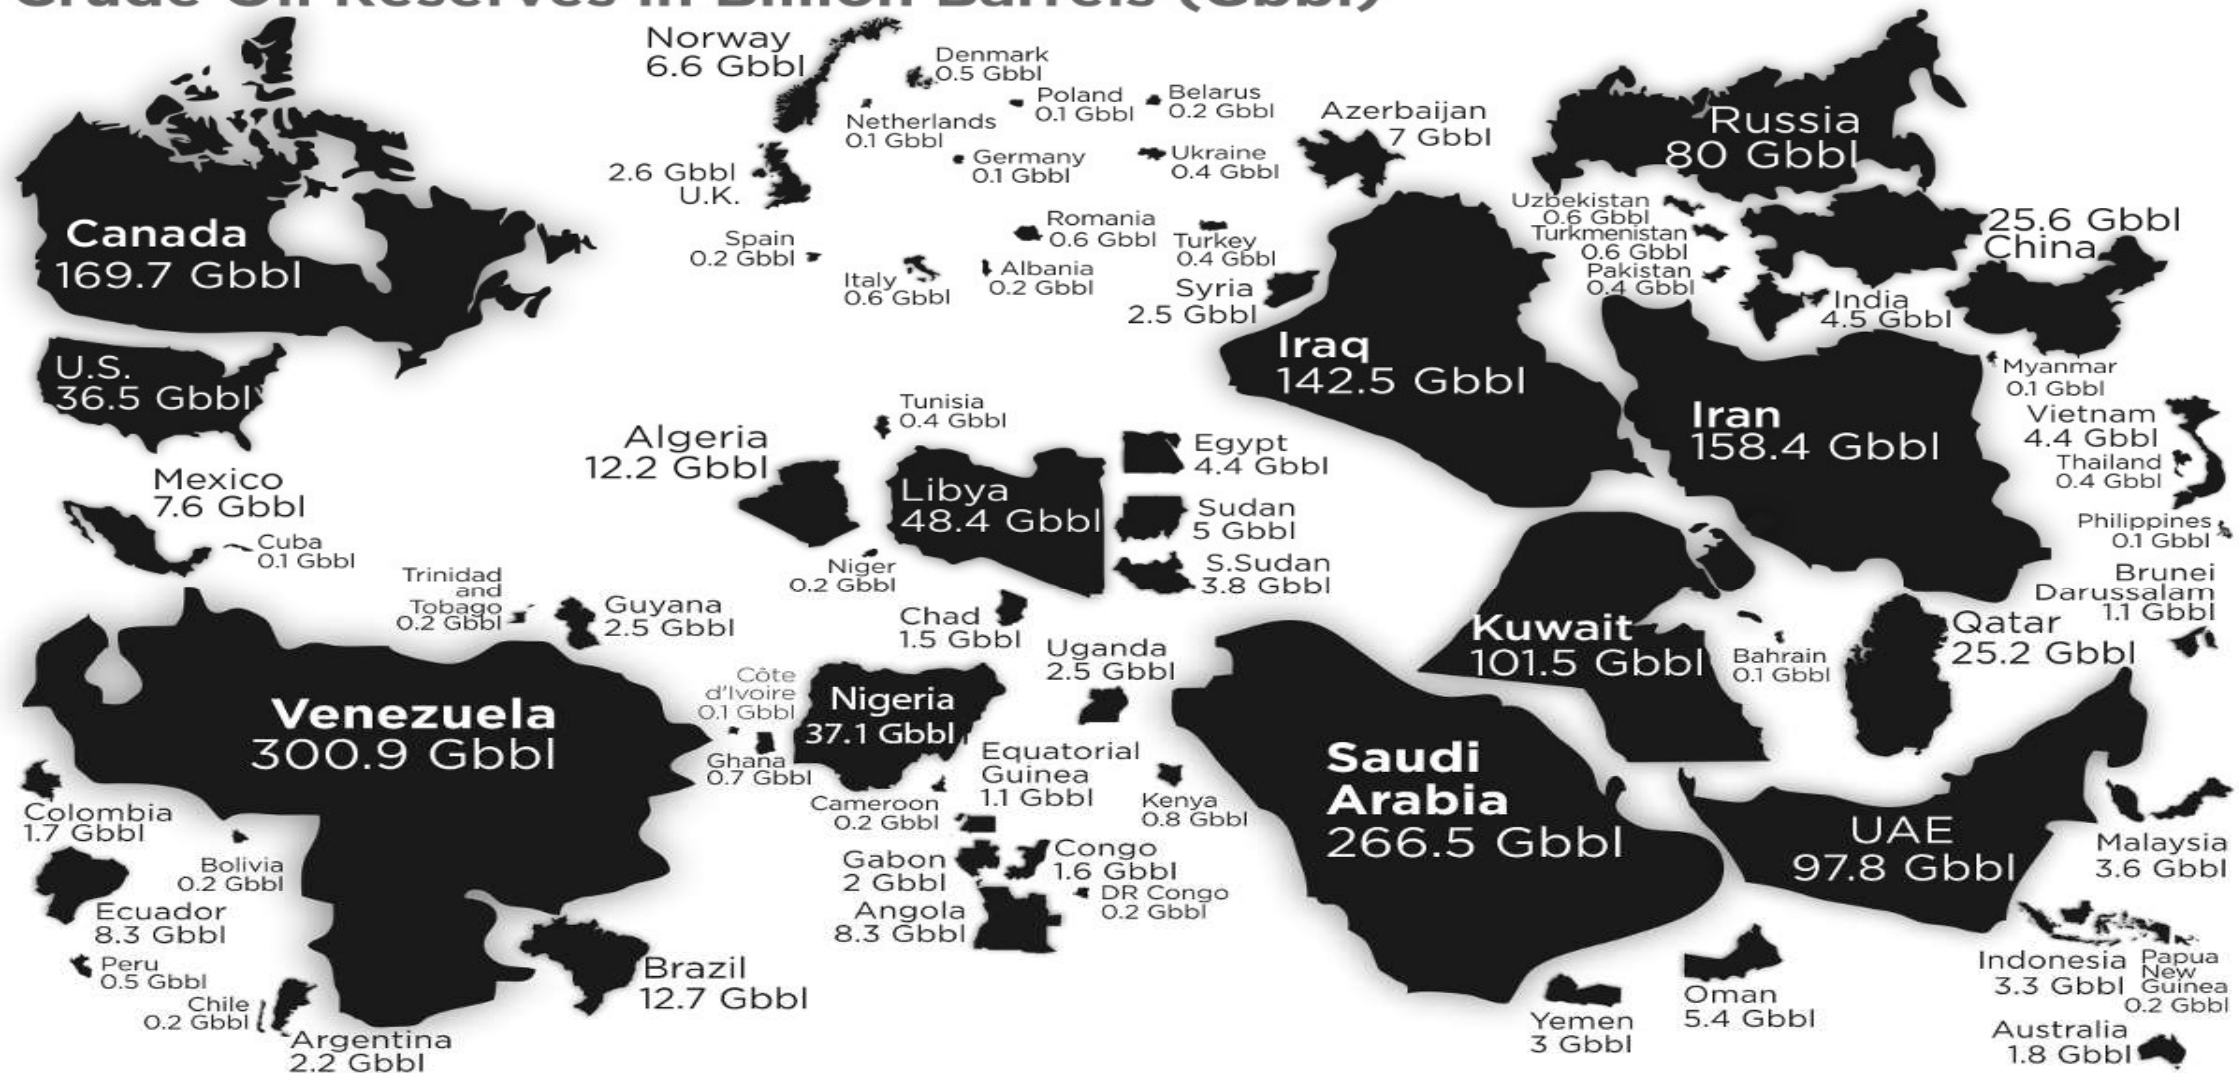 Crude Oil Reserves in Billion Barrels (Gbbl)
Norway
6.6 Gbbl
Denmark
0.5 Gbbl
Poland
0.1 Gbbl
Belarus
0.2 Gbbl
Netherlands
0.1 Gbbl
Germany
0.1 Gbbl
Ukraine
0.4 Gbbl
Azerbaijan
7 Gbbl
Russia
80 Gbbl
2.6 Gbbl
U.K.
Canada
169.7 Gbbl
Spain
0.2 Gbbl
Italy
0.6 Gbbl
Romania
0.6 Gbbl
Albania
0.2 Gbbl
Turkey
0.4 Gbbl
Syria
2.5 Gbbl
Uzbekistan
0.6 Gbbl
Turkmenistan
0.6 Gbbl
Pakistan
0.4 Gbbl
25.6 Gbbl
China
India
4.5 Gbbl
U.S.
36.5 Gbbl
Iraq
142.5 Gbbl
Iran
158.4 Gbbl
Myanmar
0.1 Gbbl
Vietnam
4.4 Gbbl
Thailand
0.4 Gbbl
Philippines
0.1 Gbbl
Brunei
Darussalam
1.1 Gbbl
Mexico
7.6 Gbbl
Cuba
0.1 Gbbl
Tunisia
0.4 Gbbl
Algeria
12.2 Gbbl
Libya
48.4 Gbbl
Egypt
4.4 Gbbl
Sudan
5 Gbbl
S.Sudan
3.8 Gbbl
Niger
0.2 Gbbl
Chad
1.5 Gbbl
Uganda
2.5 Gbbl
Trinidad
and
Tobago
0.2 Gbbl
Guyana
2.5 Gbbl
Kuwait
101.5 Gbbl
Bahrain
0.1 Gbbl
Qatar
25.2 Gbbl
Venezuela
300.9 Gbbl
Côte
d'Ivoire
0.1 Gbbl
Nigeria
37.1 Gbbl
Ghana
0.7 Gbbl
Cameroon
0.2 Gbbl
Equatorial
Guinea
1.1 Gbbl
Kenya
0.8 Gbbl
Saudi
Arabia
266.5 Gbbl
UAE
97.8 Gbbl
Malaysia
3.6 Gbbl
Colombia
1.7 Gbbl
Bolivia
0.2 Gbbl
Ecuador
8.3 Gbbl
Peru
0.5 Gbbl
Chile
0.2 Gbbl
Argentina
2.2 Gbbl
Brazil
12.7 Gbbl
Gabon
2 Gbbl
Congo
1.6 Gbbl
DR Congo
0.2 Gbbl
Angola
8.3 Gbbl
Yemen
3 Gbbl
Oman
5.4 Gbbl
Indonesia
3.3 Gbbl
Papua
New
Guinea
0.2 Gbbl
Australia
1.8 Gbbl